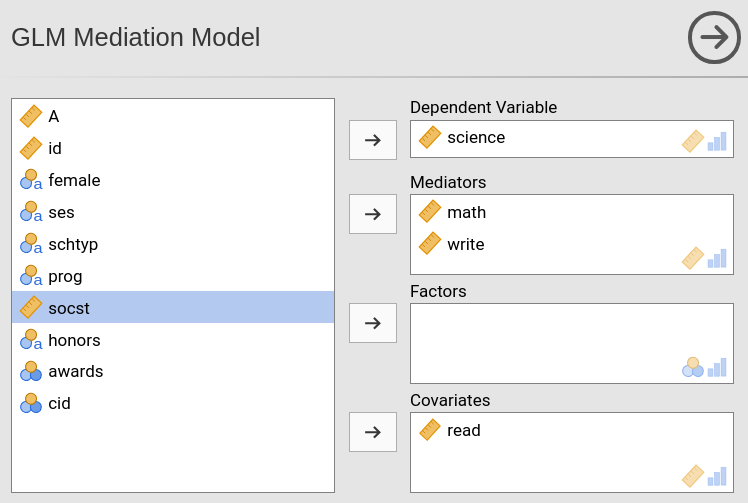 GLM Mediation Model
A
id
female
ses
schtyp
prog
socst
honors
awards
cid
Dependent Variable
science
Mediators
math
write
Factors
Covariates
read